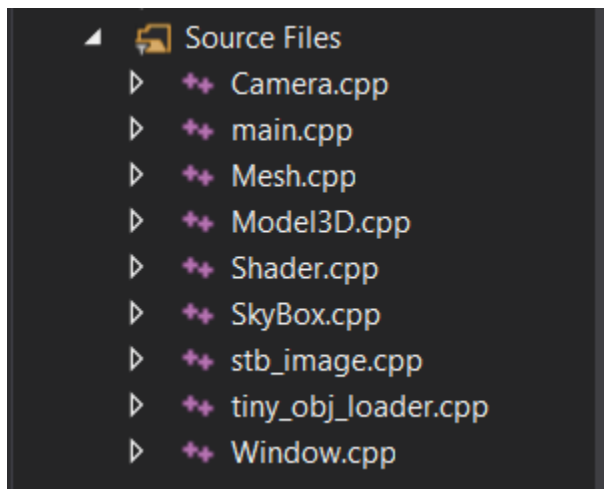 Source Files
Camera.cpp
main.cpp
Mesh.cpp
Model3D.cpp
Shader.cpp
SkyBox.cpp
stb_image.cpp
tiny_obj_loader.cpp
Window.cpp